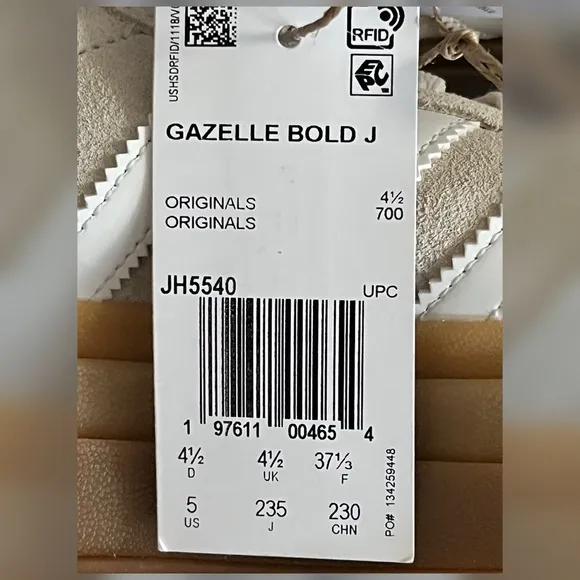 USHSDRFID/1118/V
RFID
EPC
GAZELLE BOLD J
ORIGINALS 4½
ORIGINALS 700
JH5540 UPC
1 97611 00465 4
4½ 4½ 37⅓
D UK F
5 235 230
US J CHN
PO# 134259448